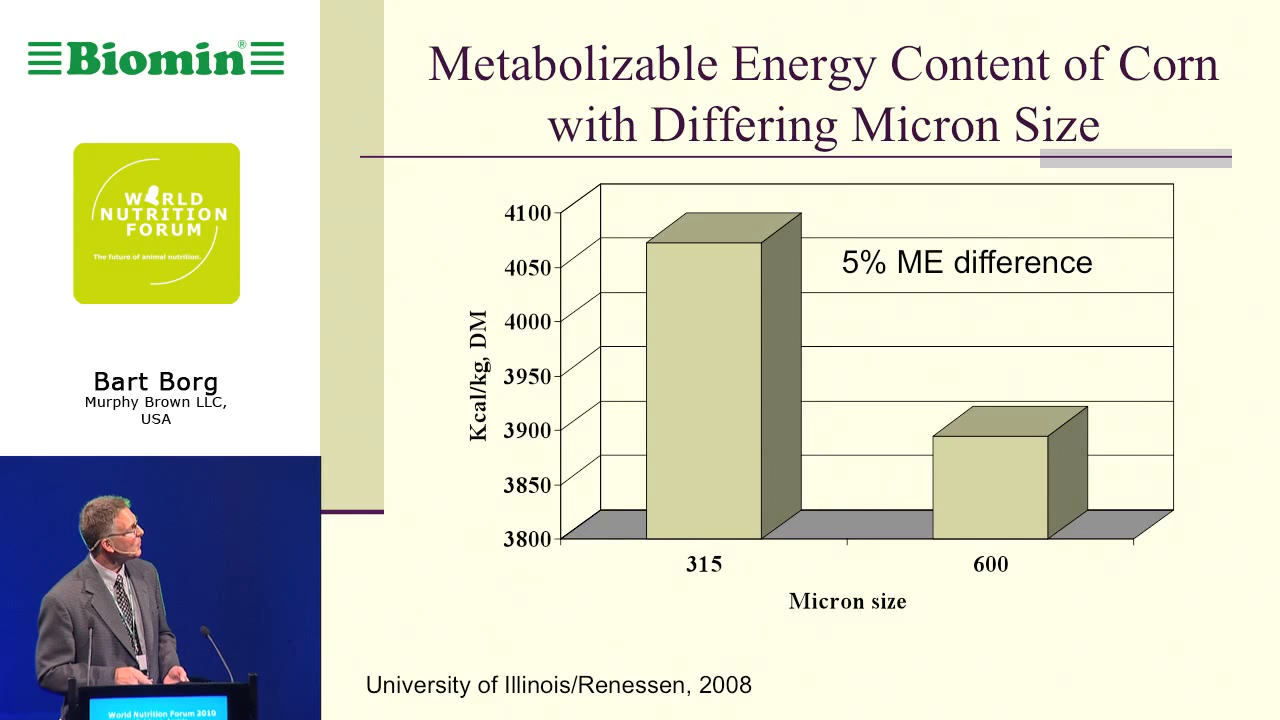 Biomin®
WORLD
NUTRITION
FORUM
The future of animal nutrition.
Bart Borg
Murphy Brown LLC,
USA
World Nutrition Forum 2010
Metabolizable Energy Content of Corn
with Differing Micron Size
5% ME difference
Kcal/kg, DM
4100
4050
4000
3950
3900
3850
3800
315 600
Micron size
University of Illinois/Renessen, 2008